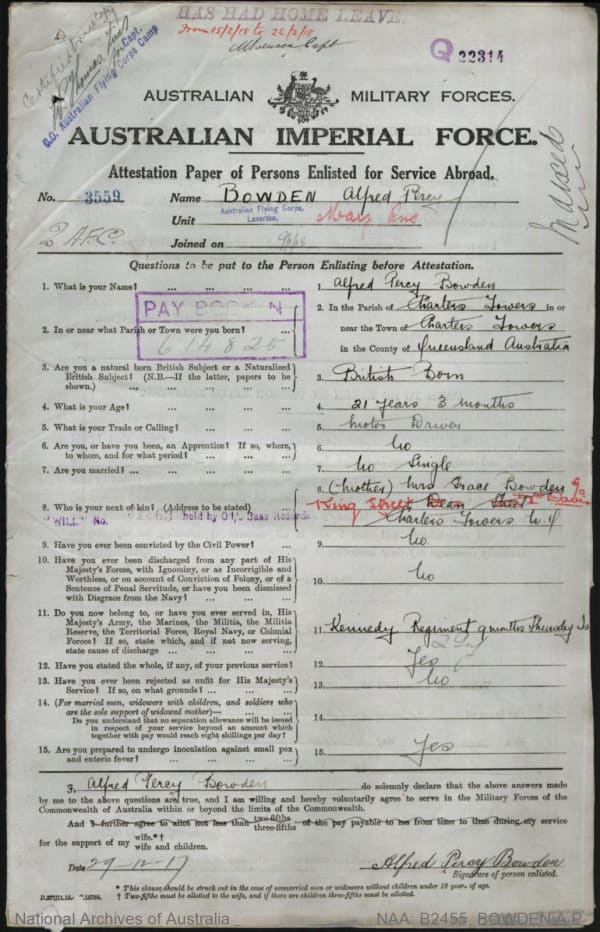 HAS HAD HOME LEAVE.
From 15/2/18 to 26/2/18
Capt
Certified true Copy
Capt.
C.O. Australian Flying Corps Camp
Q 22314
AUSTRALIAN MILITARY FORCES.
AUSTRALIAN IMPERIAL FORCE.
Attestation Paper of Persons Enlisted for Service Abroad.
No. 3559 Name BOWDEN Alfred Percy
Unit Australian Flying Corps,
Laverton.
2 AFC.
Joined on
Questions to be put to the Person Enlisting before Attestation.
1. What is your Name? ... ... ... ... 1. Alfred Percy Bowden
PAY BOOK N
614825
2. In or near what Parish or Town were you born? ... 2. In the Parish of Charters Towers in or
near the Town of Charters Towers
in the County of Queensland Australia
3. Are you a natural born British Subject or a Naturalized
British Subject? (N.B.—If the latter, papers to be
shown.) ... ... ... ... 3. British Born
4. What is your Age? ... ... ... ... 4. 21 years 3 months
5. What is your Trade or Calling? ... ... ... 5. Motor Driver
6. Are you, or have you been, an Apprentice? If so, where,
to whom, and for what period? ... ... ... 6. No
7. Are you married? ... ... ... ... 7. No Single
8. Who is your next of kin? (Address to be stated) ... 8. (Mother) Mrs Grace Bowden
King Street Dean Street
Charters Towers
"WILL" No. held by O I/c Base Records
9. Have you ever been convicted by the Civil Power? ... 9. No
10. Have you ever been discharged from any part of His
Majesty's Forces, with Ignominy, or as Incorrigible and
Worthless, or on account of Conviction of Felony, or of a
Sentence of Penal Servitude, or have you been dismissed
with Disgrace from the Navy? ... ... ... 10. No
11. Do you now belong to, or have you ever served in, His
Majesty's Army, the Marines, the Militia, the Militia
Reserve, the Territorial Force, Royal Navy, or Colonial
Forces? If so, state which, and if not now serving,
state cause of discharge ... ... ... 11. Kennedy Regiment 9 months Thursday Is
12. Have you stated the whole, if any, of your previous service? 12. Yes
13. Have you ever been rejected as unfit for His Majesty's
Service? If so, on what grounds? ... ... ... 13. No
14. (For married men, widowers with children, and soldiers who
are the sole support of widowed mother)— ... ...
Do you understand that no separation allowance will be issued
in respect of your service beyond an amount which
together with pay would reach eight shillings per day? 14.
15. Are you prepared to undergo inoculation against small pox
and enteric fever? ... ... ... ... 15. Yes
I, Alfred Percy Bowden do solemnly declare that the above answers made
by me to the above questions are true, and I am willing and hereby voluntarily agree to serve in the Military Forces of the
Commonwealth of Australia within or beyond the limits of the Commonwealth.
And I further agree to allot not less than two-fifths three-fifths of the pay payable to me from time to time during my service
for the support of my wife.*† wife and children.
Date 29-12-17 Alfred Percy Bowden
Signature of person enlisted.
* This clause should be struck out in the case of unmarried men or widowers without children under 18 years of age.
† Two-fifths must be allotted to the wife, and if there are children three-fifths must be allotted.
National Archives of Australia NAA: B2455, BOWDEN A P